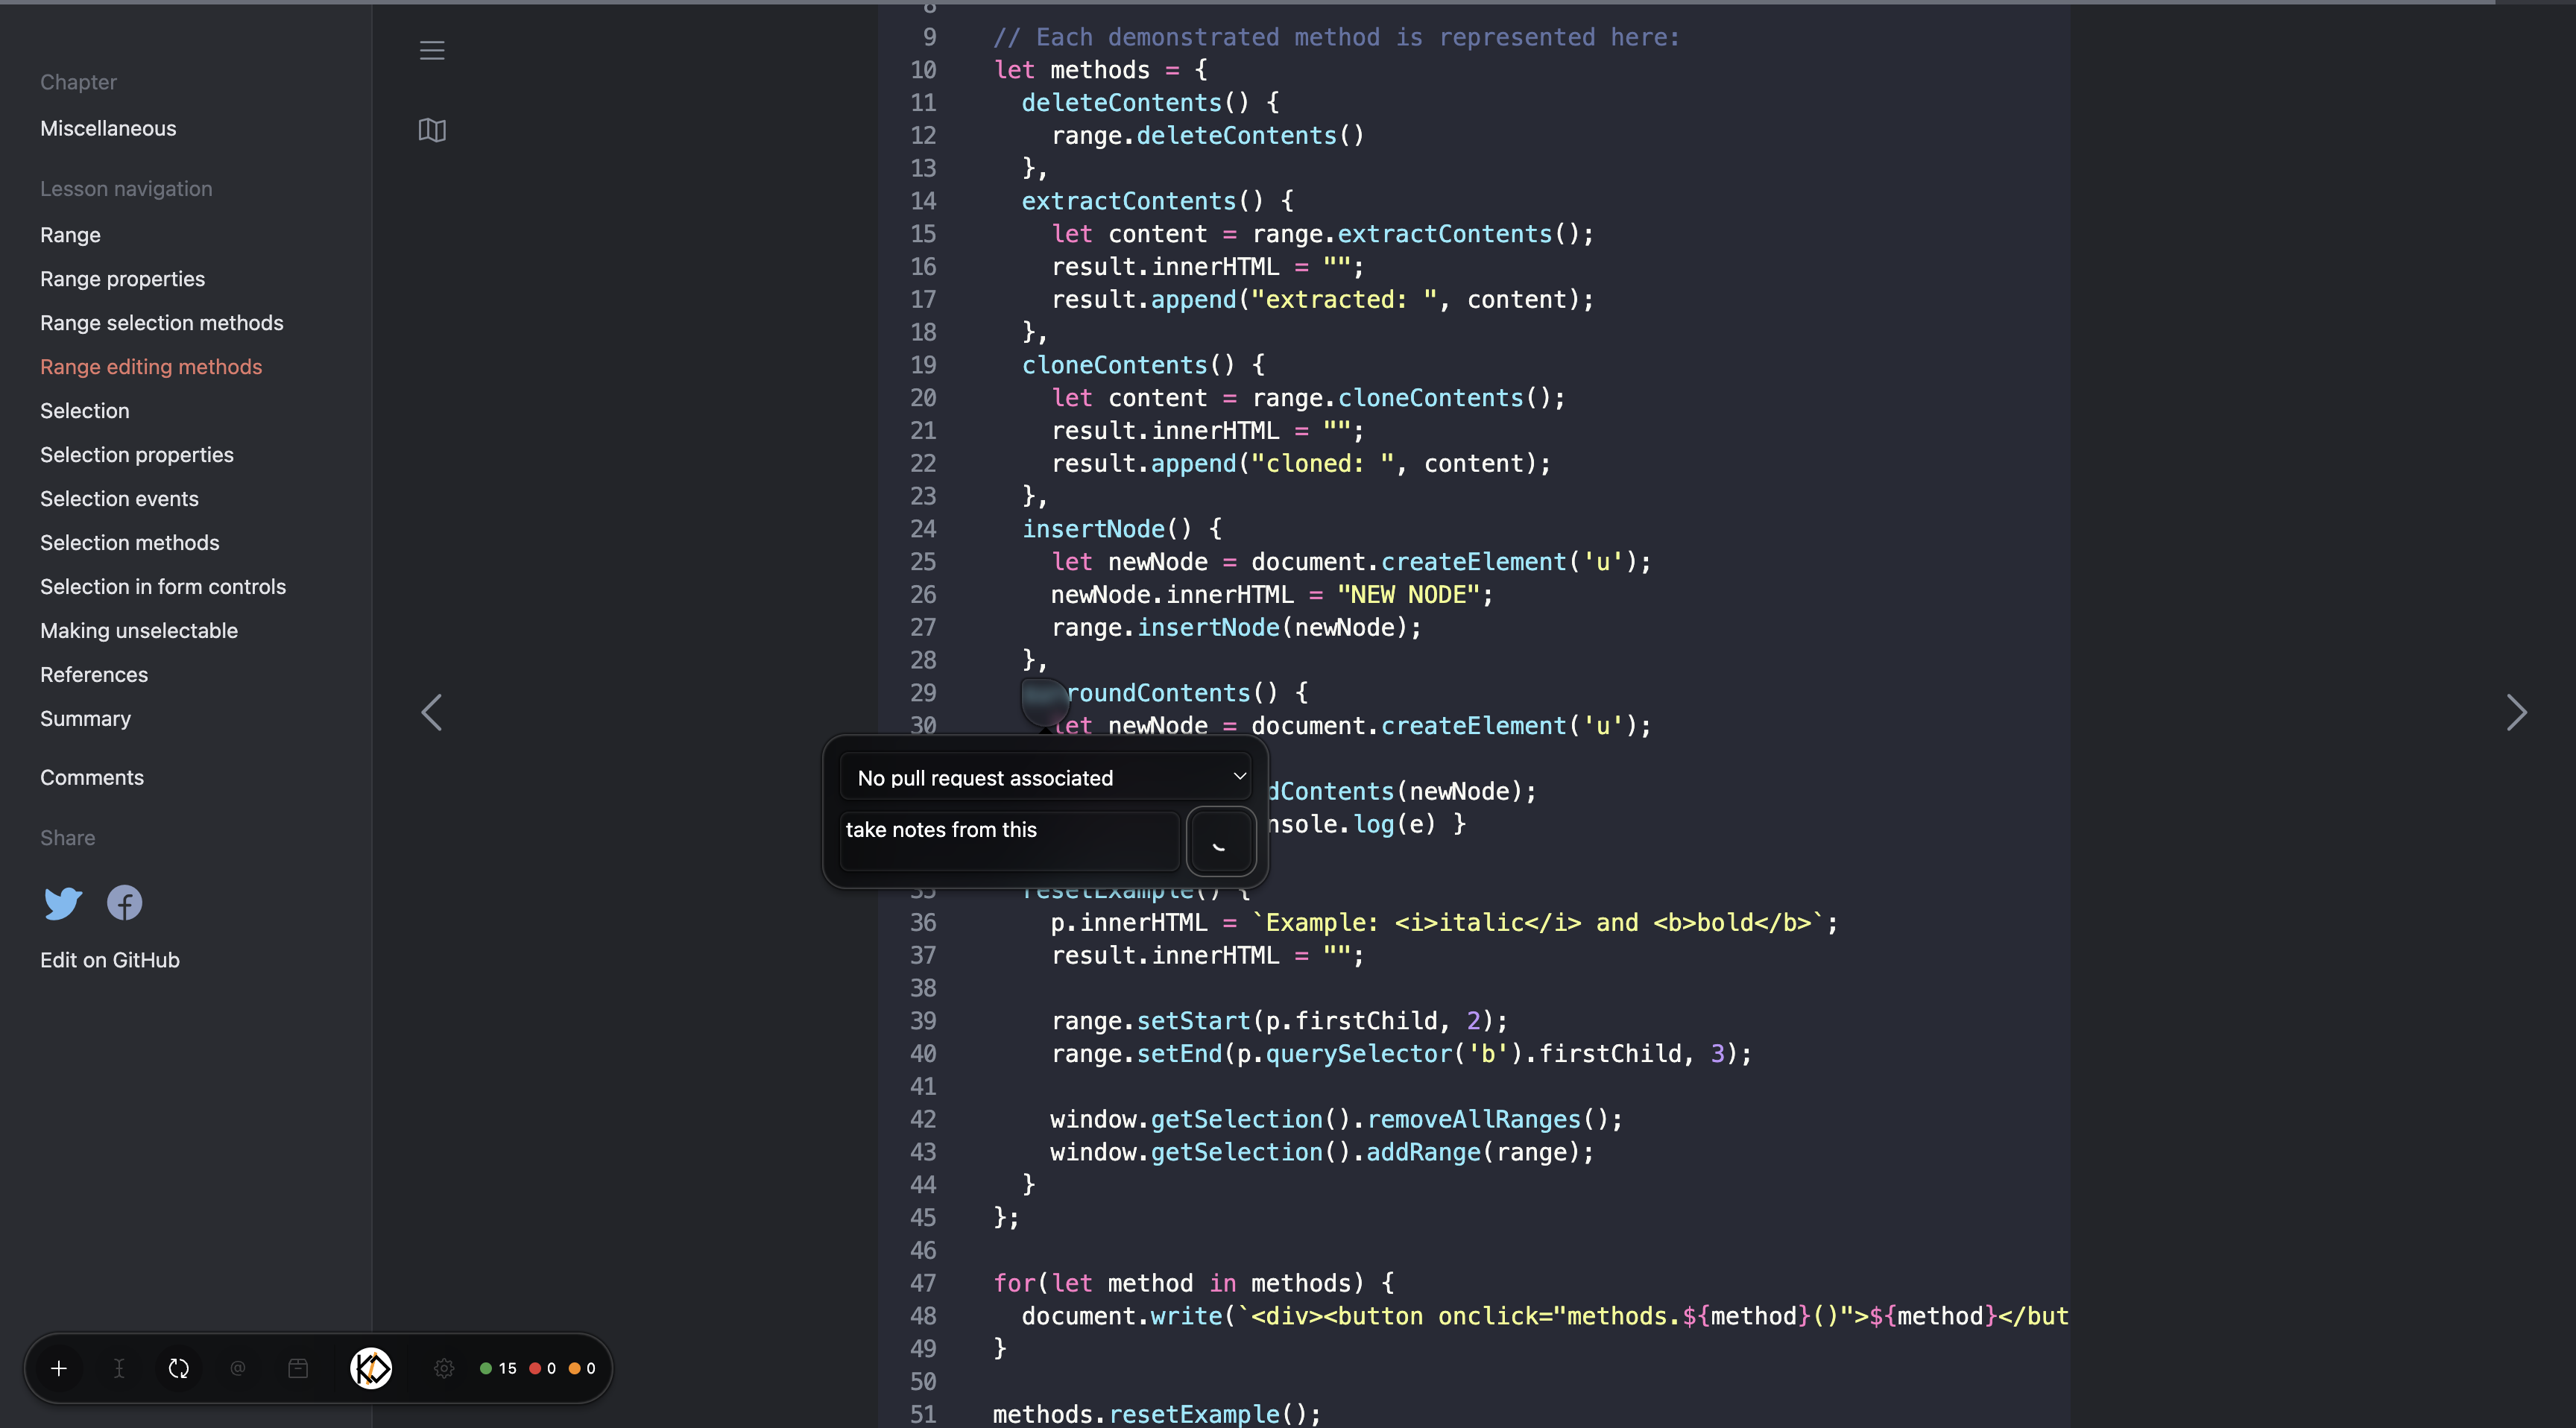 Chapter
Miscellaneous
Lesson navigation
Range
Range properties
Range selection methods
Range editing methods
Selection
Selection properties
Selection events
Selection methods
Selection in form controls
Making unselectable
References
Summary
Comments
Share
Edit on GitHub
9 // Each demonstrated method is represented here:
10 let methods = {
11 deleteContents() {
12 range.deleteContents()
13 },
14 extractContents() {
15 let content = range.extractContents();
16 result.innerHTML = "";
17 result.append("extracted: ", content);
18 },
19 cloneContents() {
20 let content = range.cloneContents();
21 result.innerHTML = "";
22 result.append("cloned: ", content);
23 },
24 insertNode() {
25 let newNode = document.createElement('u');
26 newNode.innerHTML = "NEW NODE";
27 range.insertNode(newNode);
28 },
29 roundContents() {
30 let newNode = document.createElement('u');
No pull request associated
dContents(newNode);
take notes from this
nsole.log(e) }
35 resetExample() {
36 p.innerHTML = `Example: <i>italic</i> and <b>bold</b>`;
37 result.innerHTML = "";
38
39 range.setStart(p.firstChild, 2);
40 range.setEnd(p.querySelector('b').firstChild, 3);
41
42 window.getSelection().removeAllRanges();
43 window.getSelection().addRange(range);
44 }
45 };
46
47 for(let method in methods) {
48 document.write(`<div><button onclick="methods.${method}()">${method}</but
49 }
50
51 methods.resetExample();
15 0 0